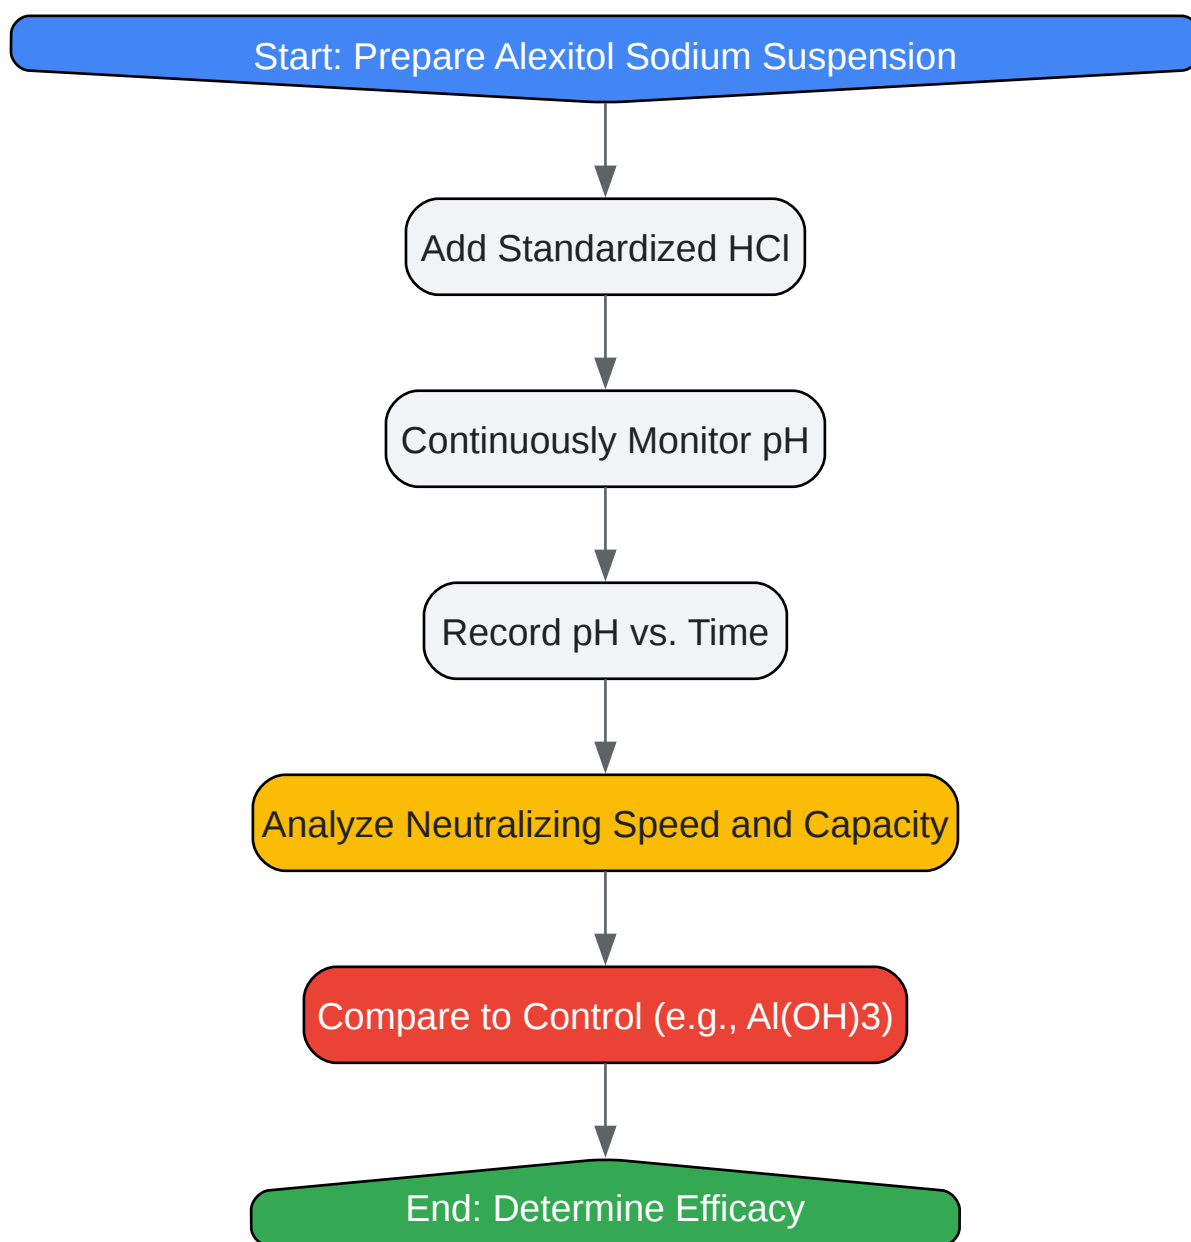 Start: Prepare Alexitol Sodium Suspension
Add Standardized HCl
Continuously Monitor pH
Record pH vs. Time
Analyze Neutralizing Speed and Capacity
Compare to Control (e.g., Al(OH)3)
End: Determine Efficacy